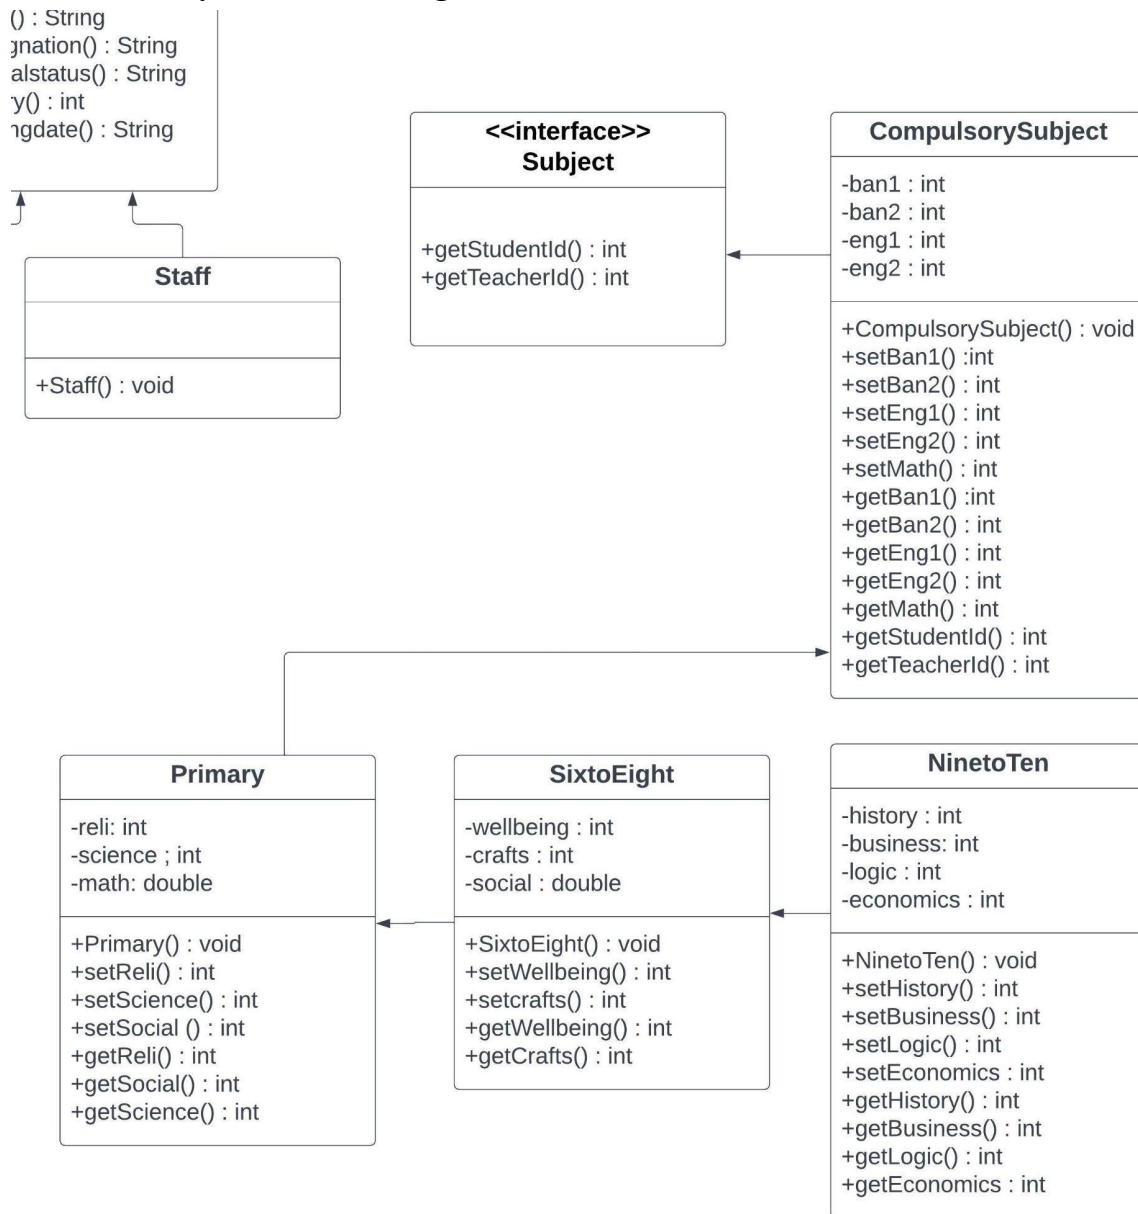 () : String
gnation() : String
alstatus() : String
ry() : int
ngdate() : String
Staff
+Staff() : void
<<interface>>
Subject
+getStudentId() : int
+getTeacherId() : int
CompulsorySubject
-ban1 : int
-ban2 : int
-eng1 : int
-eng2 : int
+CompulsorySubject() : void
+setBan1() :int
+setBan2() : int
+setEng1() : int
+setEng2() : int
+setMath() : int
+getBan1() :int
+getBan2() : int
+getEng1() : int
+getEng2() : int
+getMath() : int
+getStudentId() : int
+getTeacherId() : int
Primary
-reli: int
-science ; int
-math: double
+Primary() : void
+setReli() : int
+setScience() : int
+setSocial () : int
+getReli() : int
+getSocial() : int
+getScience() : int
SixtoEight
-wellbeing : int
-crafts : int
-social : double
+SixtoEight() : void
+setWellbeing() : int
+setcrafts() : int
+getWellbeing() : int
+getCrafts() : int
NinetoTen
-history : int
-business: int
-logic : int
-economics : int
+NinetoTen() : void
+setHistory() : int
+setBusiness() : int
+setLogic() : int
+setEconomics : int
+getHistory() : int
+getBusiness() : int
+getLogic() : int
+getEconomics : int